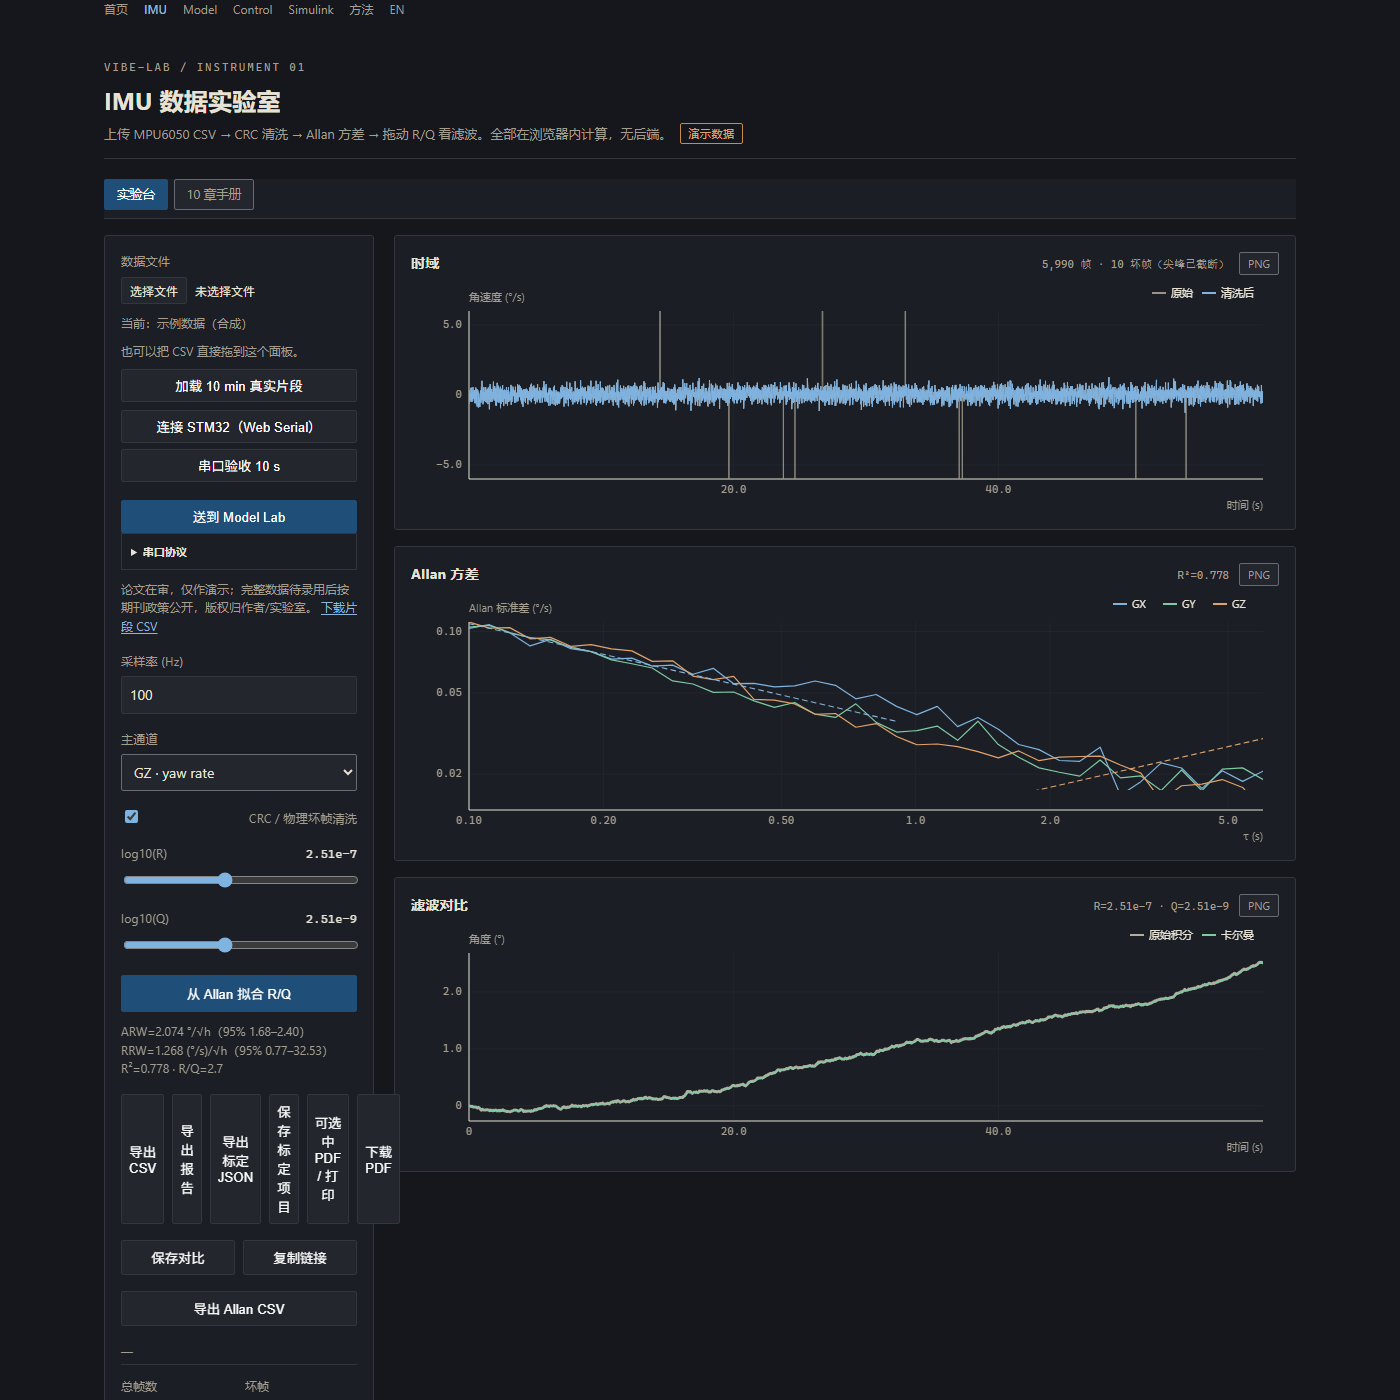 首页 IMU Model Control Simulink 方法 EN
VIBE-LAB / INSTRUMENT 01
IMU 数据实验室
上传 MPU6050 CSV → CRC 清洗 → Allan 方差 → 拖动 R/Q 看滤波。全部在浏览器内计算，无后端。 演示数据
实验台 10 章手册
数据文件
选择文件 未选择文件
当前：示例数据（合成）
也可以把 CSV 直接拖到这个面板。
加载 10 min 真实片段
连接 STM32（Web Serial）
串口验收 10 s
送到 Model Lab
▶ 串口协议
论文在审，仅作演示；完整数据待录用后按
期刊政策公开，版权归作者/实验室。 下载片
段 CSV
采样率 (Hz)
100
主通道
GZ · yaw rate
CRC / 物理坏帧清洗
log10(R) 2.51e-7
log10(Q) 2.51e-9
从 Allan 拟合 R/Q
ARW=2.074 °/√h（95% 1.68–2.40）
RRW=1.268 (°/s)/√h（95% 0.77–32.53）
R²=0.778 · R/Q=2.7
导出
CSV
导
出
报
告
导出
标定
JSON
保
存
标
定
项
目
可选
中
PDF
/ 打
印
下载
PDF
保存对比 复制链接
导出 Allan CSV
—
总帧数 坏帧
时域 5,990 帧 · 10 坏帧（尖峰已截断） PNG
角速度 (°/s) 原始 清洗后
5.0
0
−5.0
20.0 40.0
时间 (s)
Allan 方差 R²=0.778 PNG
Allan 标准差 (°/s) GX GY GZ
0.10
0.05
0.02
0.10 0.20 0.50 1.0 2.0 5.0
τ (s)
滤波对比 R=2.51e-7 · Q=2.51e-9 PNG
角度 (°) 原始积分 卡尔曼
2.0
1.0
0
0 20.0 40.0
时间 (s)